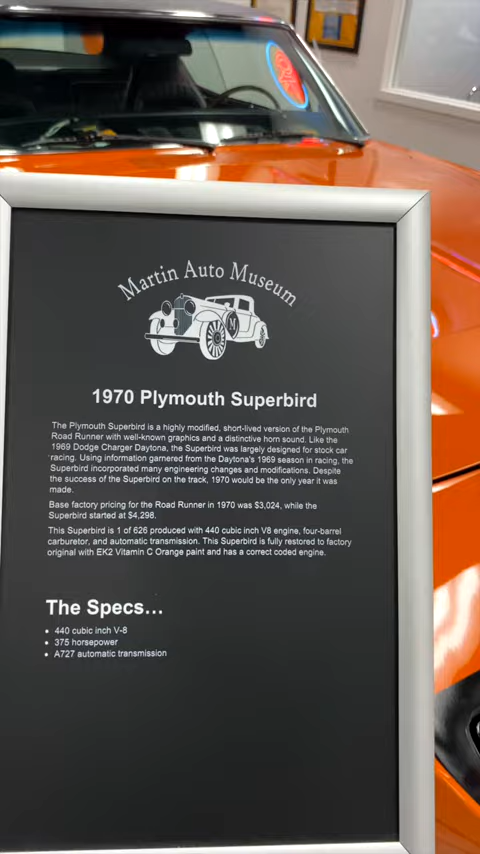 Martin Auto Museum
M
1970 Plymouth Superbird
The Plymouth Superbird is a highly modified, short-lived version of the Plymouth
Road Runner with well-known graphics and a distinctive horn sound. Like the
1969 Dodge Charger Daytona, the Superbird was largely designed for stock car
racing. Using information garnered from the Daytona's 1969 season in racing, the
Superbird incorporated many engineering changes and modifications. Despite
the success of the Superbird on the track, 1970 would be the only year it was
made.
Base factory pricing for the Road Runner in 1970 was $3,024, while the
Superbird started at $4,298.
This Superbird is 1 of 626 produced with 440 cubic inch V8 engine, four-barrel
carburetor, and automatic transmission. This Superbird is fully restored to factory
original with EK2 Vitamin C Orange paint and has a correct coded engine.
The Specs...
• 440 cubic inch V-8
• 375 horsepower
• A727 automatic transmission